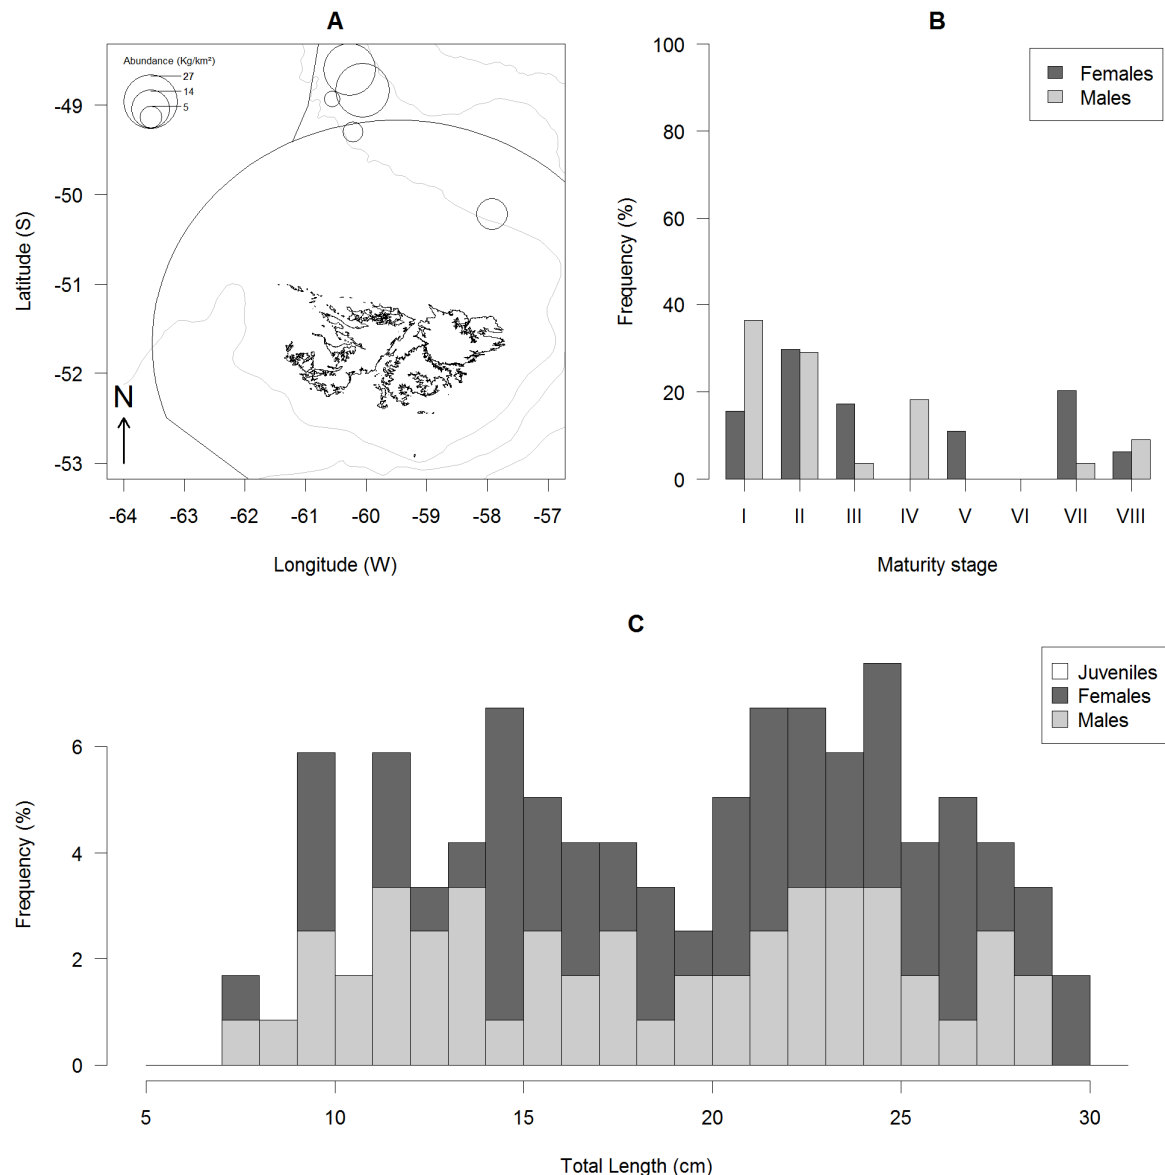 A
Abundance (Kg/km²)
27
14
5
-49
-50
-51
-52
-53
Latitude (S)
N
-64 -63 -62 -61 -60 -59 -58 -57
Longitude (W)
B
100
80
60
40
20
0
Frequency (%)
Females
Males
I II III IV V VI VII VIII
Maturity stage
C
Juveniles
Females
Males
6
4
2
0
Frequency (%)
5 10 15 20 25 30
Total Length (cm)